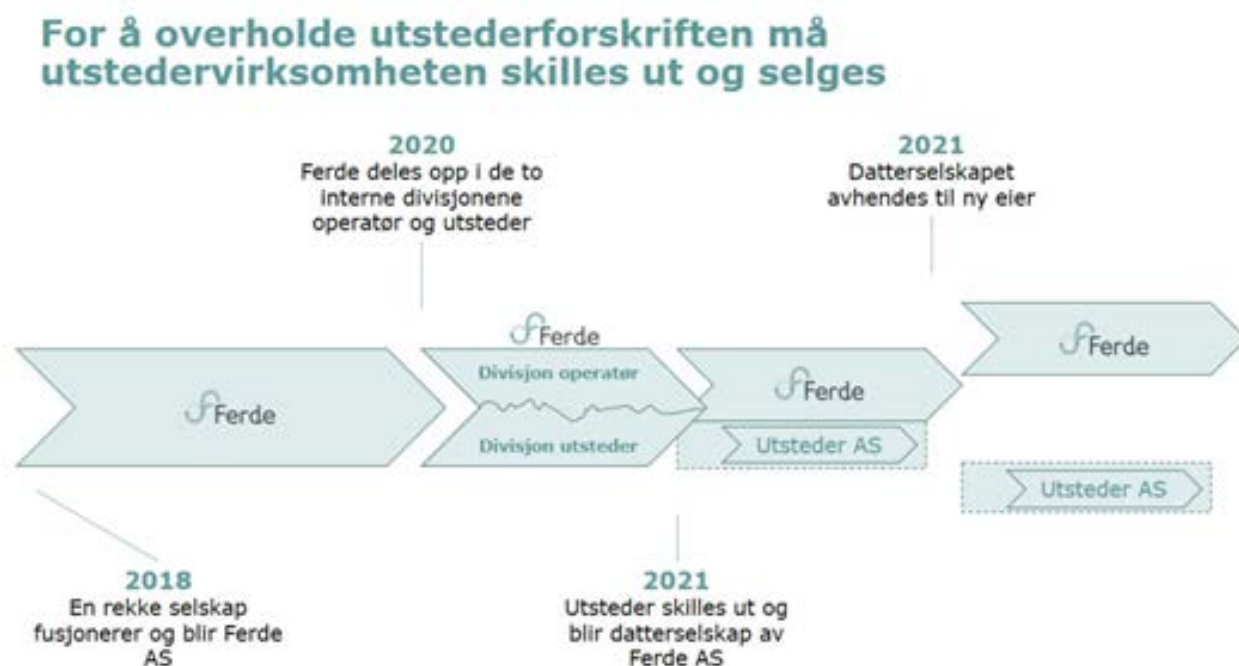 For å overholde utstederforskriften må
utstedervirksomheten skilles ut og selges
2020
Ferde deles opp i de to
interne divisjonene
operatør og utsteder
2021
Datterselskapet
avhendes til ny eier
Ferde
Ferde
Divisjon operatør
Divisjon utsteder
Ferde
Utsteder AS
Ferde
Utsteder AS
2018
En rekke selskap
fusjonerer og blir Ferde
AS
2021
Utsteder skilles ut og
blir datterselskap av
Ferde AS